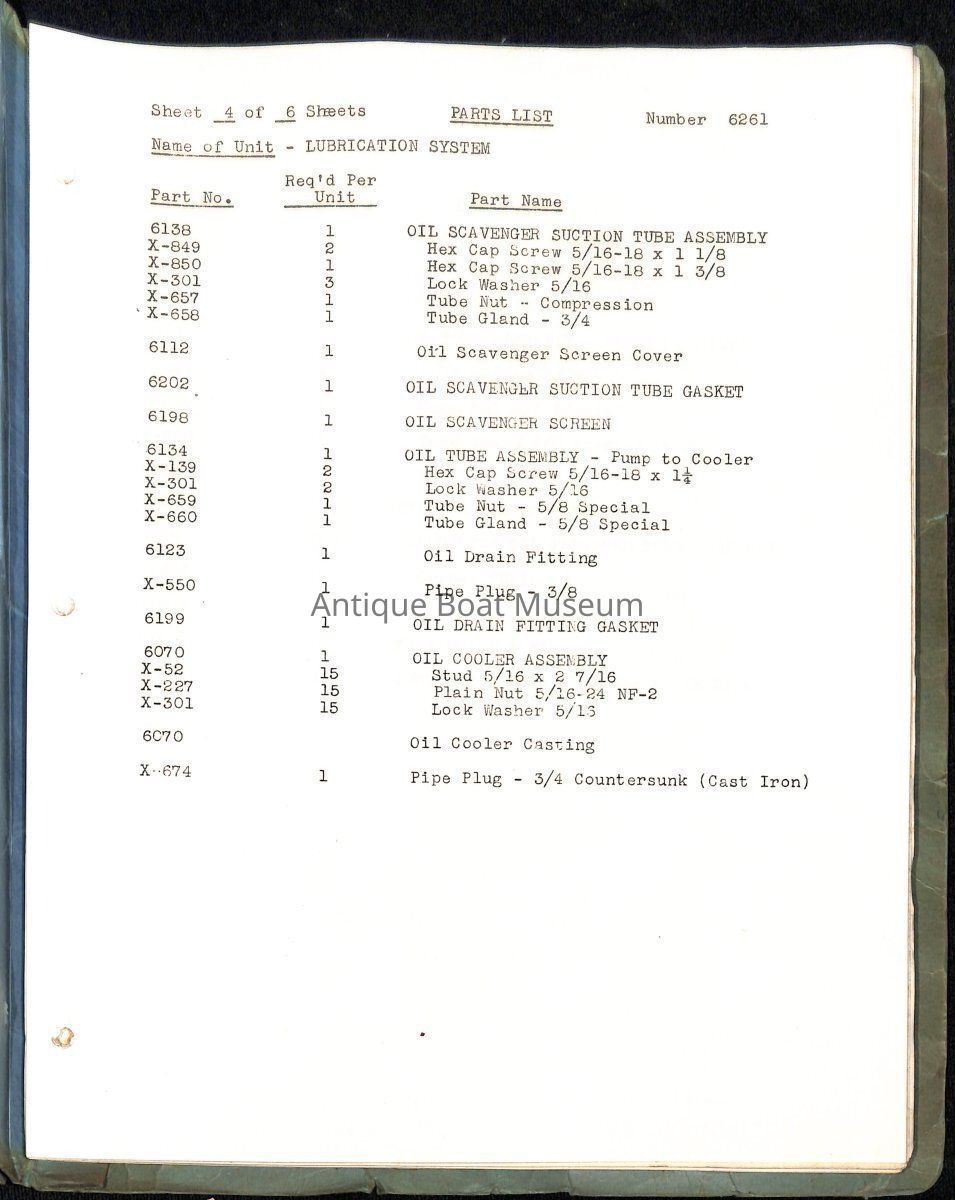 Sheet 4 of 6 Sheets PARTS LIST Number 6261
Name of Unit - LUBRICATION SYSTEM
Req'd Per
Part No. Unit Part Name
6138 1 OIL SCAVENGER SUCTION TUBE ASSEMBLY
X-849 2 Hex Cap Screw 5/16-18 x 1 1/8
X-850 1 Hex Cap Screw 5/16-18 x 1 3/8
X-301 3 Lock Washer 5/16
X-657 1 Tube Nut - Compression
X-658 1 Tube Gland - 3/4
6112 1 Oil Scavenger Screen Cover
6202 1 OIL SCAVENGER SUCTION TUBE GASKET
6198 1 OIL SCAVENGER SCREEN
6134 1 OIL TUBE ASSEMBLY - Pump to Cooler
X-139 2 Hex Cap Screw 5/16-18 x 1¼
X-301 2 Lock Washer 5/16
X-659 1 Tube Nut - 5/8 Special
X-660 1 Tube Gland - 5/8 Special
6123 1 Oil Drain Fitting
X-550 1 Pipe Plug - 3/8
Antique Boat Museum
6199 1 OIL DRAIN FITTING GASKET
6070 1 OIL COOLER ASSEMBLY
X-52 15 Stud 5/16 x 2 7/16
X-227 15 Plain Nut 5/16-24 NF-2
X-301 15 Lock Washer 5/16
6070 Oil Cooler Casting
X-674 1 Pipe Plug - 3/4 Countersunk (Cast Iron)